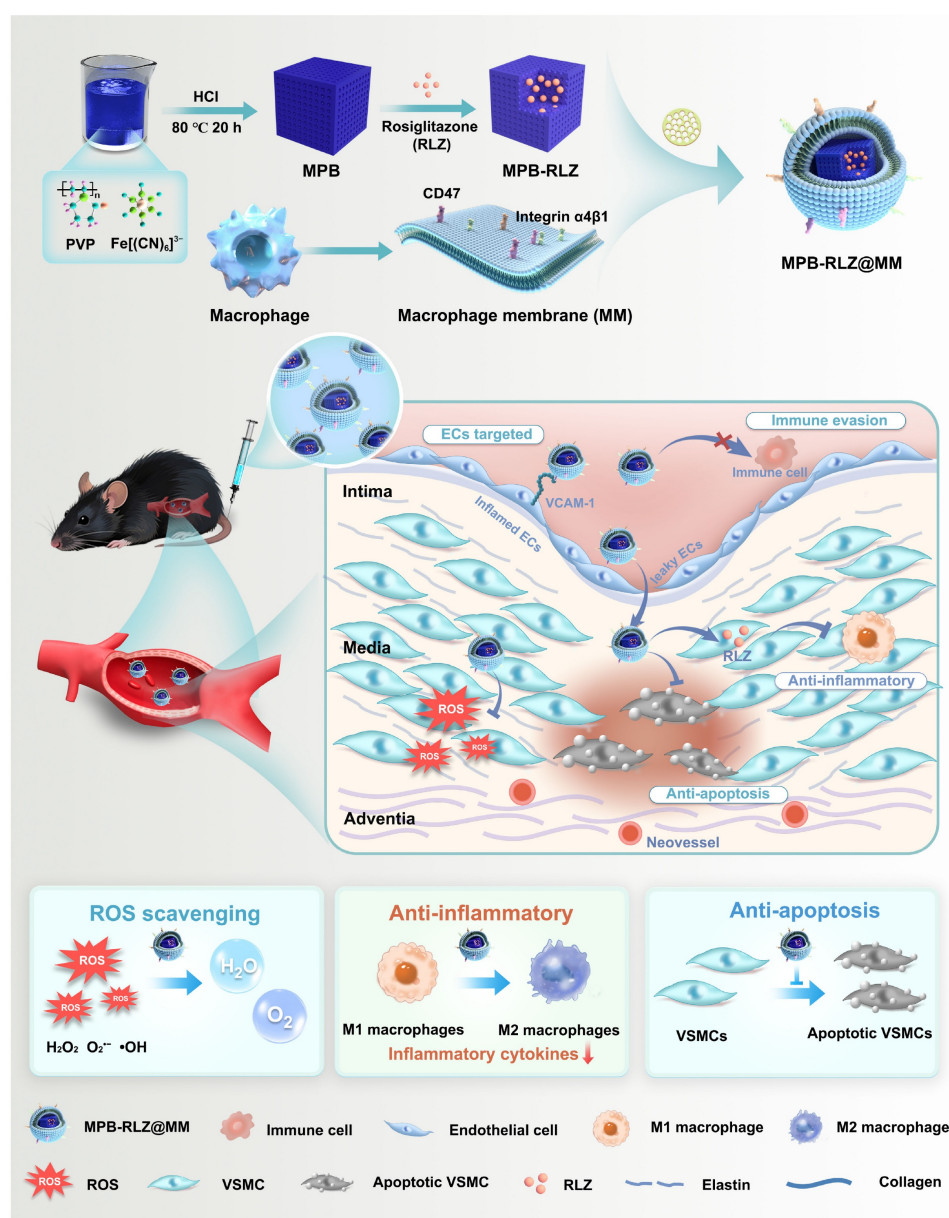 HCl
80 ℃ 20 h
Rosiglitazone
(RLZ)
MPB
MPB-RLZ
n
PVP
Fe[(CN)₆]³⁻
CD47
Integrin α4β1
MPB-RLZ@MM
Macrophage
Macrophage membrane (MM)
ECs targeted
Immune evasion
Immune cell
Intima
VCAM-1
Inflamed ECs
leaky ECs
Media
RLZ
Anti-inflammatory
ROS
ROS
ROS
Anti-apoptosis
Adventia
Neovessel
ROS scavenging
ROS
ROS
ROS
H₂O
O₂
H₂O₂ O₂•− •OH
Anti-inflammatory
M1 macrophages
M2 macrophages
Inflammatory cytokines
Anti-apoptosis
VSMCs
Apoptotic VSMCs
MPB-RLZ@MM
Immune cell
Endothelial cell
M1 macrophage
M2 macrophage
ROS
ROS
VSMC
Apoptotic VSMC
RLZ
Elastin
Collagen